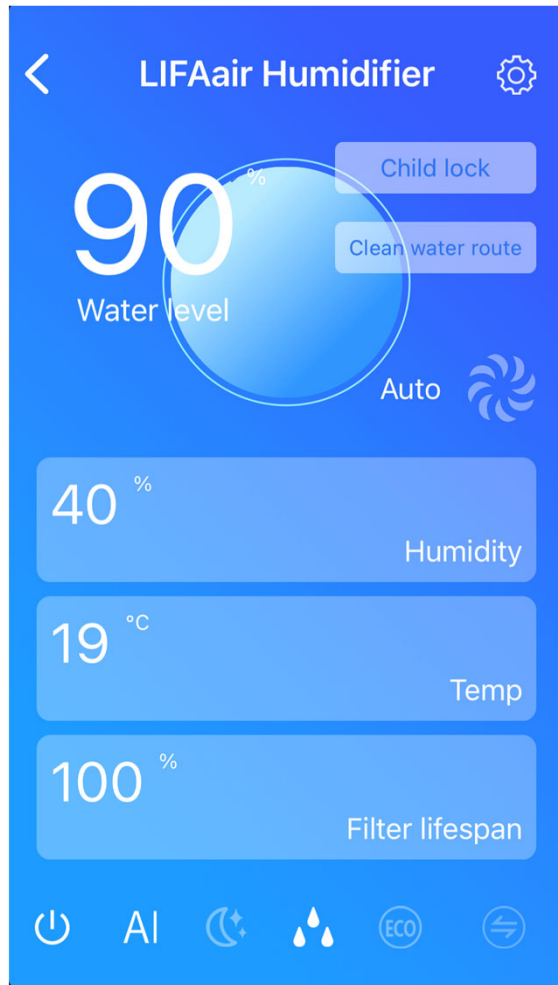 LIFAair Humidifier
90 %
Water level
Child lock
Clean water route
Auto
40 %
Humidity
19 °C
Temp
100 %
Filter lifespan
AI
ECO